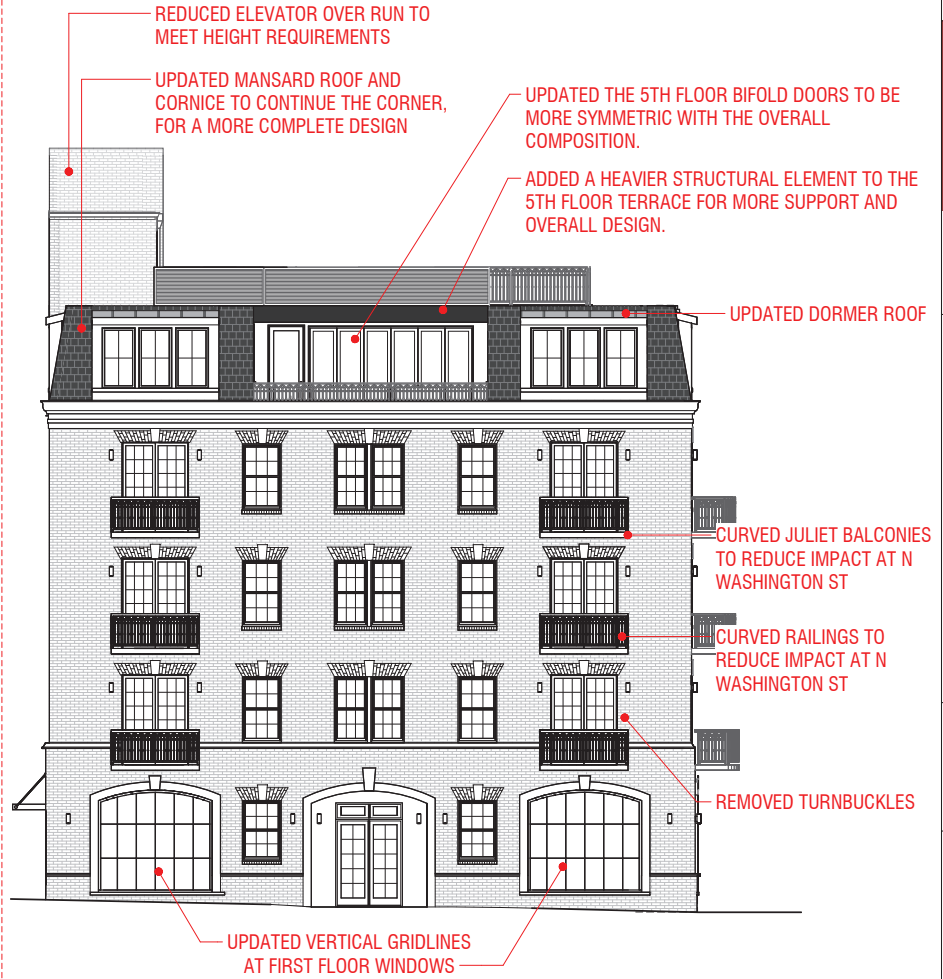 REDUCED ELEVATOR OVER RUN TO
MEET HEIGHT REQUIREMENTS
UPDATED MANSARD ROOF AND
CORNICE TO CONTINUE THE CORNER,
FOR A MORE COMPLETE DESIGN
UPDATED THE 5TH FLOOR BIFOLD DOORS TO BE
MORE SYMMETRIC WITH THE OVERALL
COMPOSITION.
ADDED A HEAVIER STRUCTURAL ELEMENT TO THE
5TH FLOOR TERRACE FOR MORE SUPPORT AND
OVERALL DESIGN.
UPDATED DORMER ROOF
CURVED JULIET BALCONIES
TO REDUCE IMPACT AT N
WASHINGTON ST
CURVED RAILINGS TO
REDUCE IMPACT AT N
WASHINGTON ST
REMOVED TURNBUCKLES
UPDATED VERTICAL GRIDLINES
AT FIRST FLOOR WINDOWS